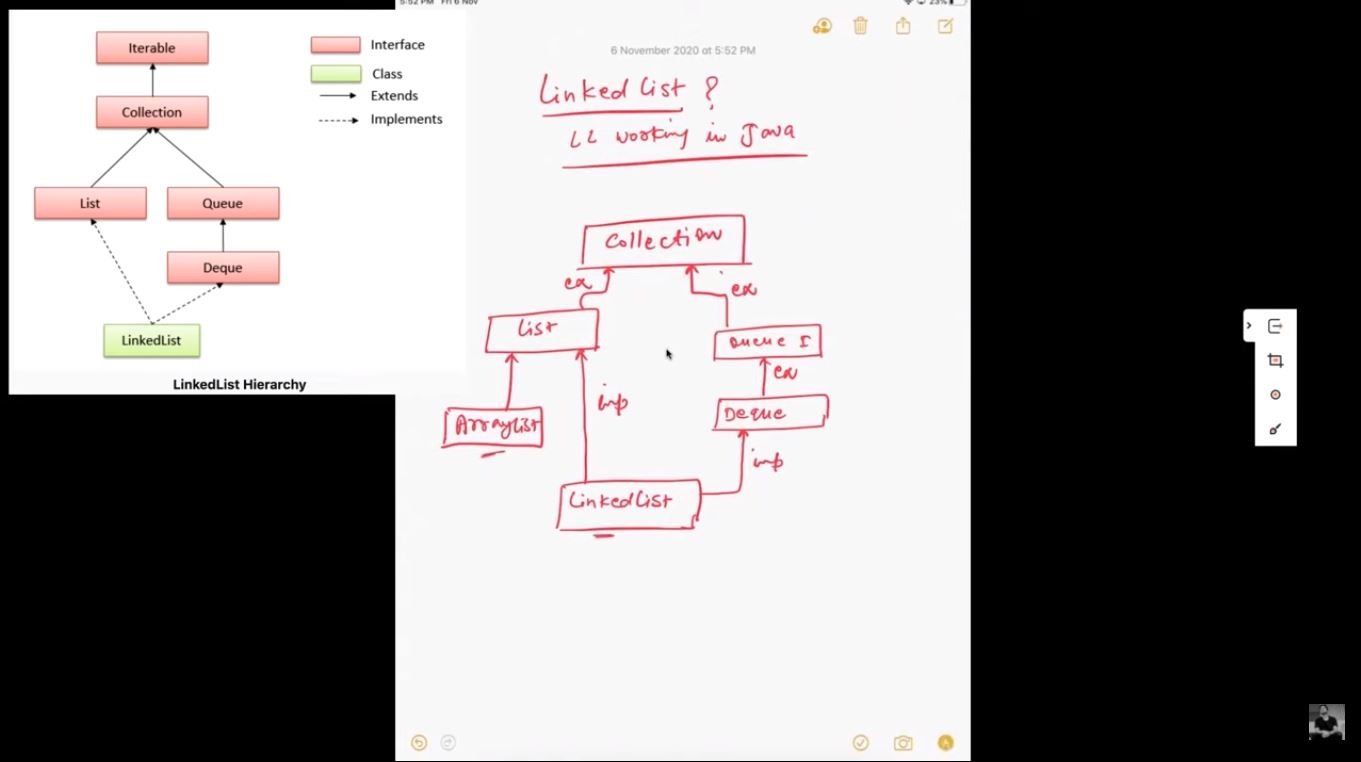 5:52 PM Fri 6 Nov
23%
Iterable
Interface
Class
Collection
Extends
Implements
List
Queue
Deque
LinkedList
LinkedList Hierarchy
6 November 2020 at 5:52 PM
Linked List ?
LL working in Java
Collection
ex
ex
List
Queue I
ex
imp
ArrayList
Deque
imp
LinkedList